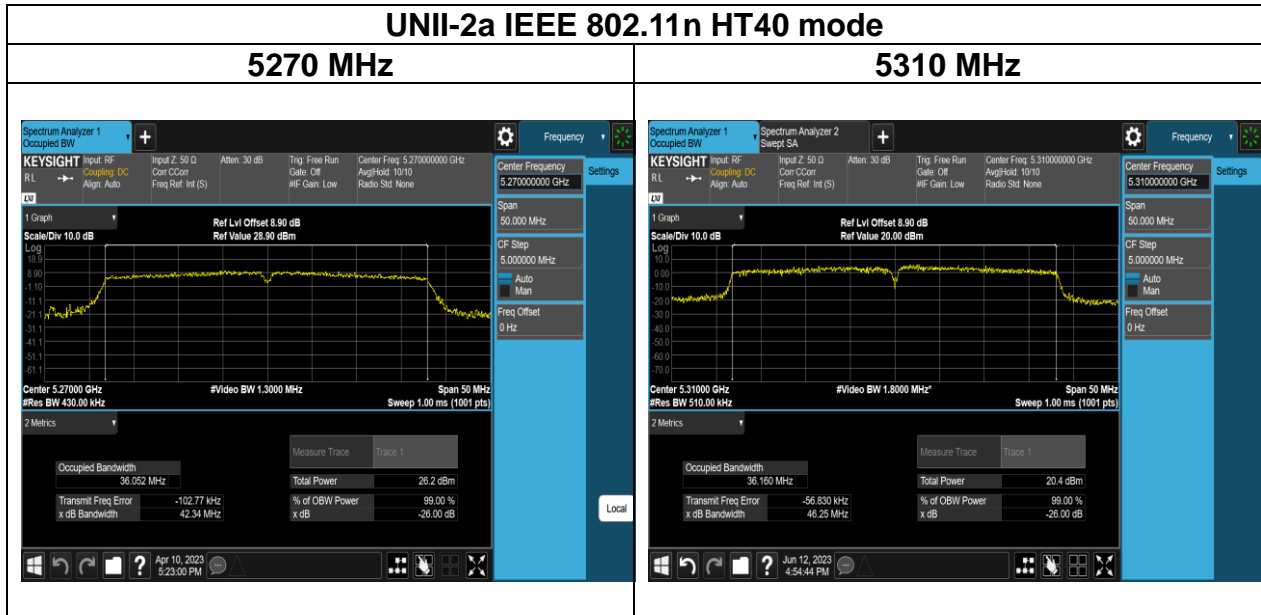 UNII-2a IEEE 802.11n HT40 mode
5270 MHz
5310 MHz
Spectrum Analyzer 1
Occupied BW
+
Frequency
KEYSIGHT
Input: RF
Input Z: 50 Ω
Atten: 30 dB
Trig: Free Run
Center Freq: 5.270000000 GHz
RL
Coupling: DC
Corr CCorr
Gate: Off
Avg|Hold: 10/10
Align: Auto
Freq Ref: Int (S)
#IF Gain: Low
Radio Std: None
LXI
Center Frequency
5.270000000 GHz
Settings
Span
50.000 MHz
CF Step
5.000000 MHz
Auto
Man
Freq Offset
0 Hz
1 Graph
Ref Lvl Offset 8.90 dB
Scale/Div 10.0 dB
Ref Value 28.90 dBm
Log
18.9
8.90
-1.10
-11.1
-21.1
-31.1
-41.1
-51.1
-61.1
Center 5.27000 GHz
#Video BW 1.3000 MHz
Span 50 MHz
#Res BW 430.00 kHz
Sweep 1.00 ms (1001 pts)
2 Metrics
Measure Trace
Trace 1
Occupied Bandwidth
36.052 MHz
Total Power
26.2 dBm
Transmit Freq Error
-102.77 kHz
% of OBW Power
99.00 %
x dB Bandwidth
42.34 MHz
x dB
-26.00 dB
Local
?
Apr 10, 2023
5:23:00 PM
Spectrum Analyzer 1
Occupied BW
Spectrum Analyzer 2
Swept SA
+
Frequency
KEYSIGHT
Input: RF
Input Z: 50 Ω
Atten: 30 dB
Trig: Free Run
Center Freq: 5.310000000 GHz
RL
Coupling: DC
Corr CCorr
Gate: Off
Avg|Hold: 10/10
Align: Auto
Freq Ref: Int (S)
#IF Gain: Low
Radio Std: None
LXI
Center Frequency
5.310000000 GHz
Settings
Span
50.000 MHz
CF Step
5.000000 MHz
Auto
Man
Freq Offset
0 Hz
1 Graph
Ref Lvl Offset 8.90 dB
Scale/Div 10.0 dB
Ref Value 20.00 dBm
Log
10.0
0.00
-10.0
-20.0
-30.0
-40.0
-50.0
-60.0
-70.0
Center 5.31000 GHz
#Video BW 1.8000 MHz*
Span 50 MHz
#Res BW 510.00 kHz
Sweep 1.00 ms (1001 pts)
2 Metrics
Measure Trace
Trace 1
Occupied Bandwidth
36.160 MHz
Total Power
20.4 dBm
Transmit Freq Error
-56.830 kHz
% of OBW Power
99.00 %
x dB Bandwidth
46.25 MHz
x dB
-26.00 dB
?
Jun 12, 2023
4:54:44 PM